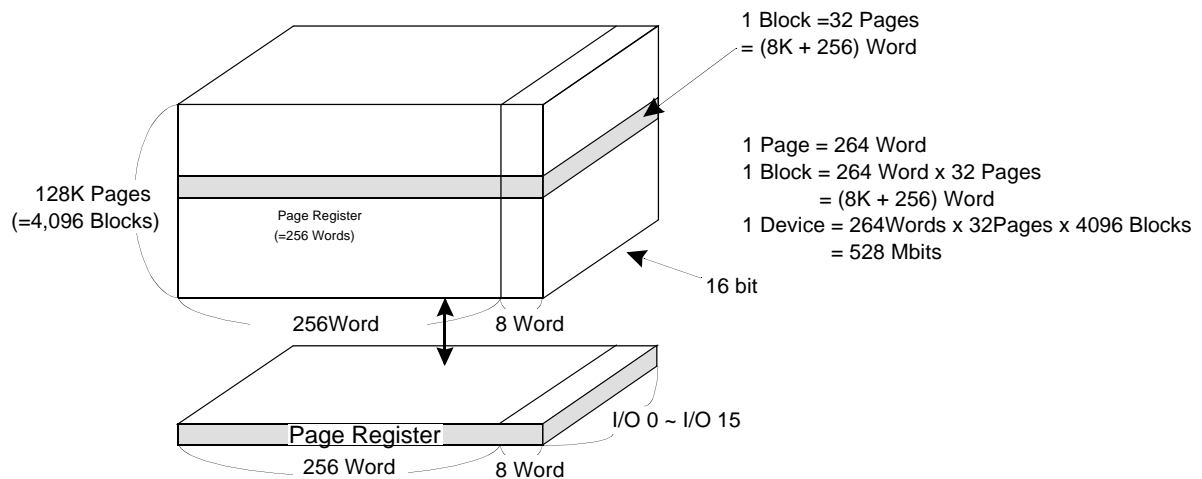 1 Block =32 Pages
= (8K + 256) Word
128K Pages
(=4,096 Blocks)
Page Register
(=256 Words)
1 Page = 264 Word
1 Block = 264 Word x 32 Pages
= (8K + 256) Word
1 Device = 264Words x 32Pages x 4096 Blocks
= 528 Mbits
16 bit
256Word
8 Word
I/O 0 ~ I/O 15
Page Register
256 Word
8 Word